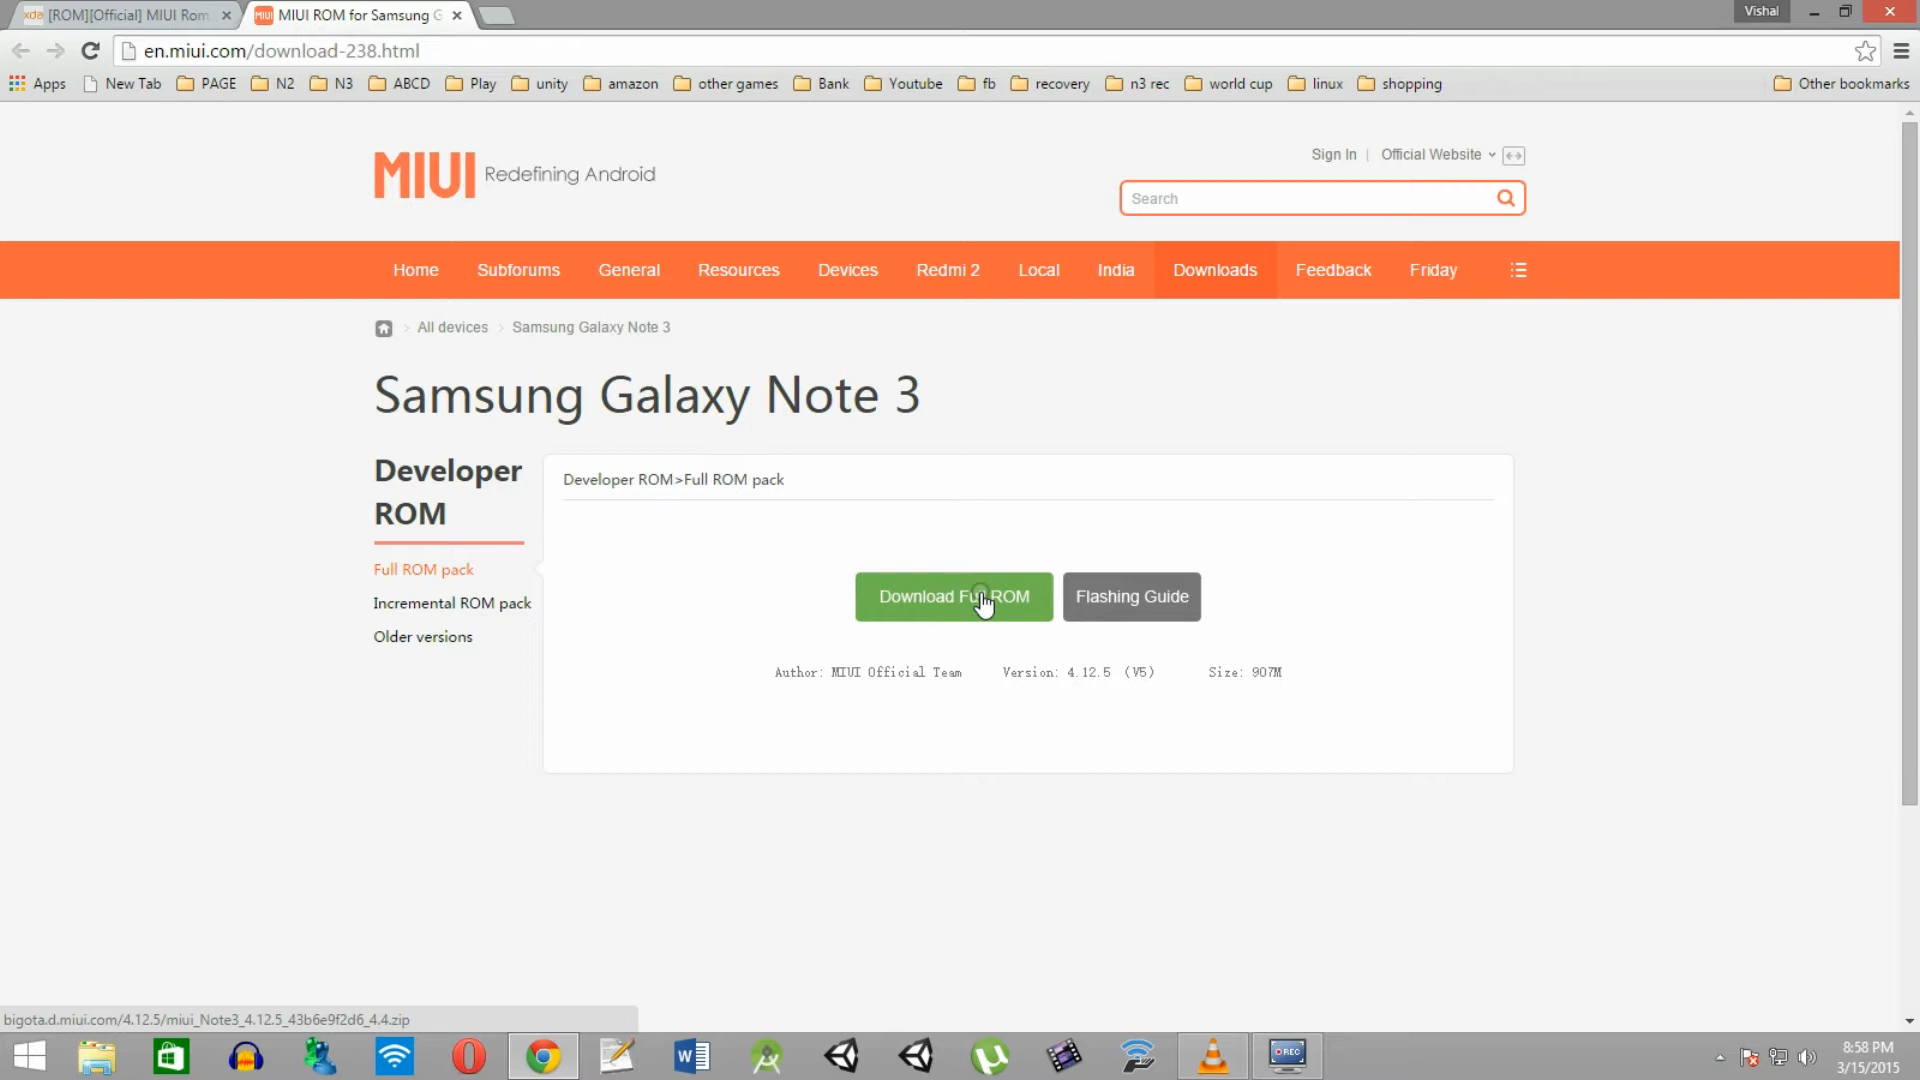 xda [ROM][Official] MIUI Rom
MIUI MIUI ROM for Samsung G
Vishal
en.miui.com/download-238.html
Apps New Tab PAGE N2 N3 ABCD Play unity amazon other games Bank Youtube fb recovery n3 rec world cup linux shopping Other bookmarks
MIUI Redefining Android
Sign In | Official Website
Search
Home Subforums General Resources Devices Redmi 2 Local India Downloads Feedback Friday
All devices > Samsung Galaxy Note 3
Samsung Galaxy Note 3
Developer
ROM
Full ROM pack
Incremental ROM pack
Older versions
Developer ROM>Full ROM pack
Download Full ROM
Flashing Guide
Author: MIUI Official Team Version: 4.12.5 (V5) Size: 907M
bigota.d.miui.com/4.12.5/miui_Note3_4.12.5_43b6e9f2d6_4.4.zip
W
REC
8:58 PM
3/15/2015